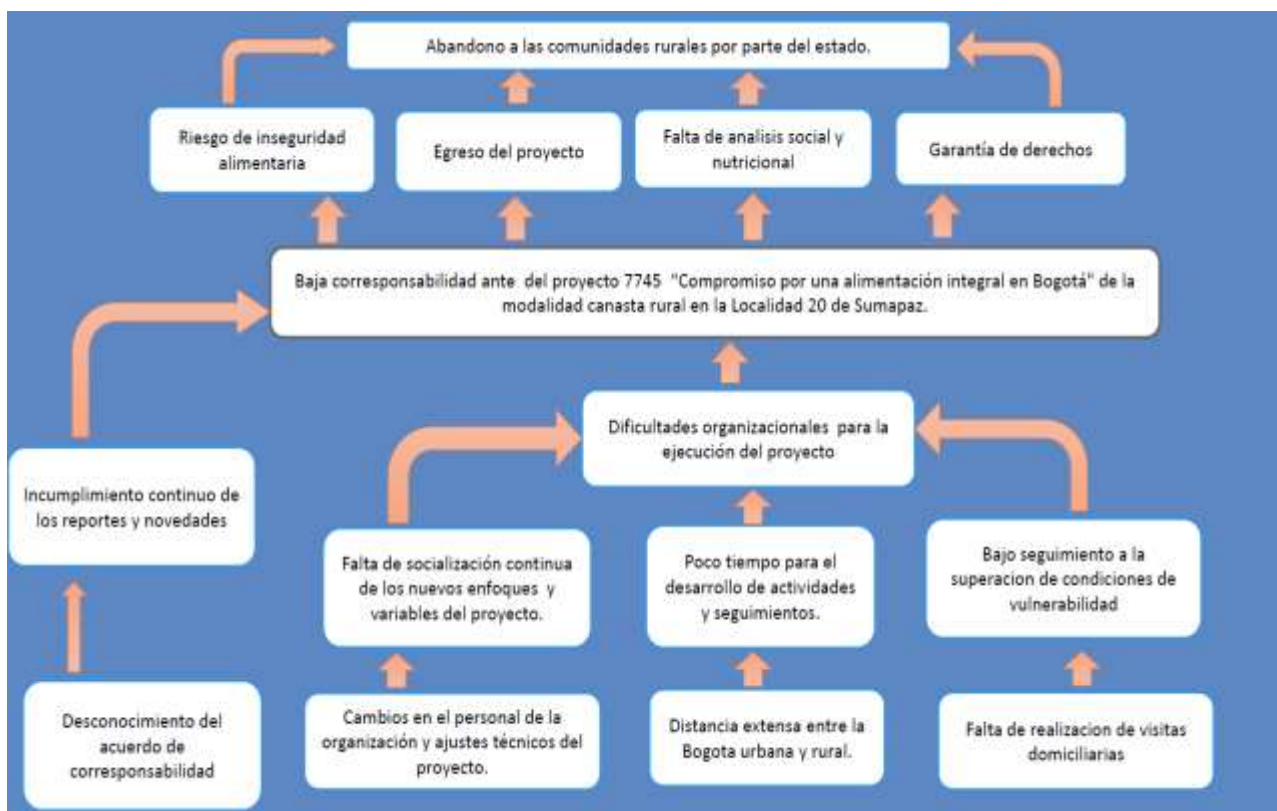 Abandono a las comunidades rurales por parte del estado.
Riesgo de inseguridad
alimentaria
Egreso del proyecto
Falta de analisis social y
nutricional
Garantía de derechos
Baja corresponsabilidad ante  del proyecto 7745  "Compromiso por una alimentación integral en Bogotá" de la
modalidad canasta rural en la Localidad 20 de Sumapaz.
Dificultades organizacionales  para la
ejecución del proyecto
Incumplimiento continuo de
los reportes y novedades
Falta de socialización continua
de los nuevos enfoques  y
variables del proyecto.
Poco tiempo para el
desarrollo de actividades
y seguimientos.
Bajo seguimiento a la
superacion de condiciones de
vulnerabilidad
Desconocimiento del
acuerdo de
corresponsabilidad
Cambios en el personal de la
organización y ajustes técnicos del
proyecto.
Distancia extensa entre la
Bogota urbana y rural.
Falta de realizacion de visitas
domiciliarias